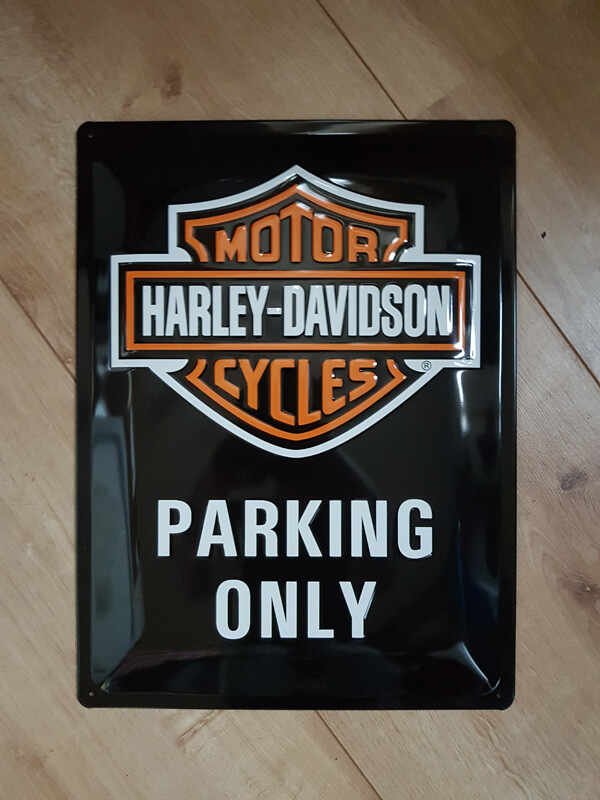 MOTOR
HARLEY-DAVIDSON
CYCLES
®
PARKING
ONLY